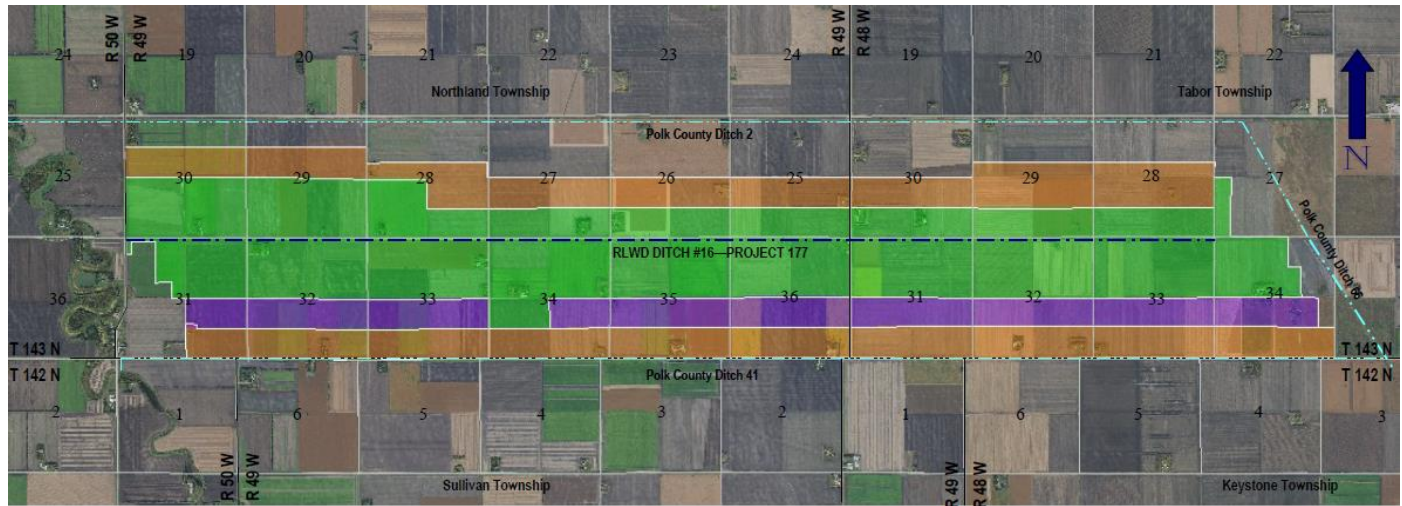 24 R 50 W R 49 W 19 20 21 22 23 24 R 49 W R 48 W 19 20 21 22
Northland Township Tabor Township
Polk County Ditch 2
N
25 30 29 28 27 26 25 30 29 28 27
Polk County Ditch 66
RLWD DITCH #16—PROJECT 177
36 31 32 33 34 35 36 31 32 33 34
T 143 N T 143 N
T 142 N Polk County Ditch 41 T 142 N
2 1 6 5 4 3 2 1 6 5 4 3
R 50 W R 49 W Sullivan Township R 49 W R 48 W Keystone Township